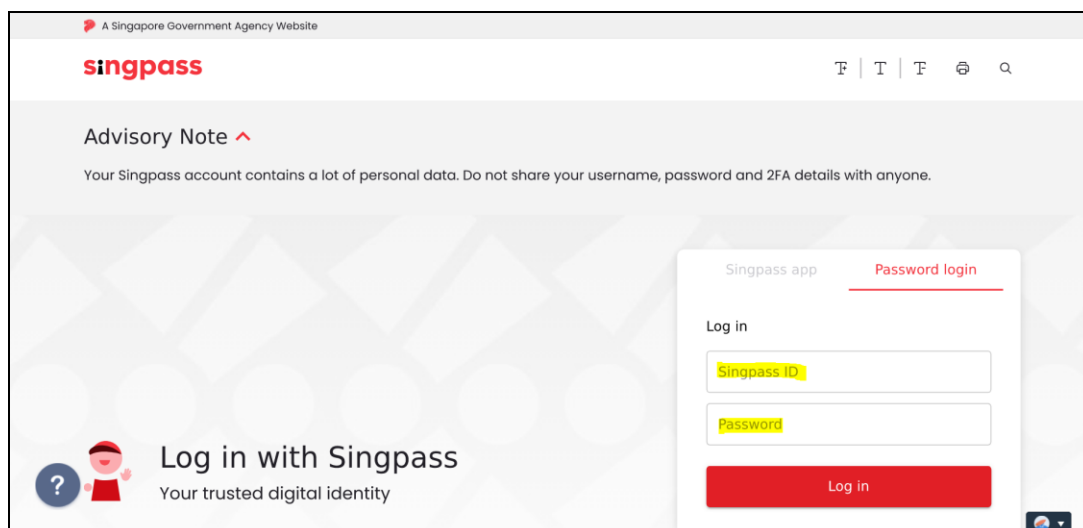 A Singapore Government Agency Website
singpass
Advisory Note
Your Singpass account contains a lot of personal data. Do not share your username, password and 2FA details with anyone.
Singpass app Password login
Log in
Singpass ID
Password
Log in
Log in with Singpass
Your trusted digital identity
?